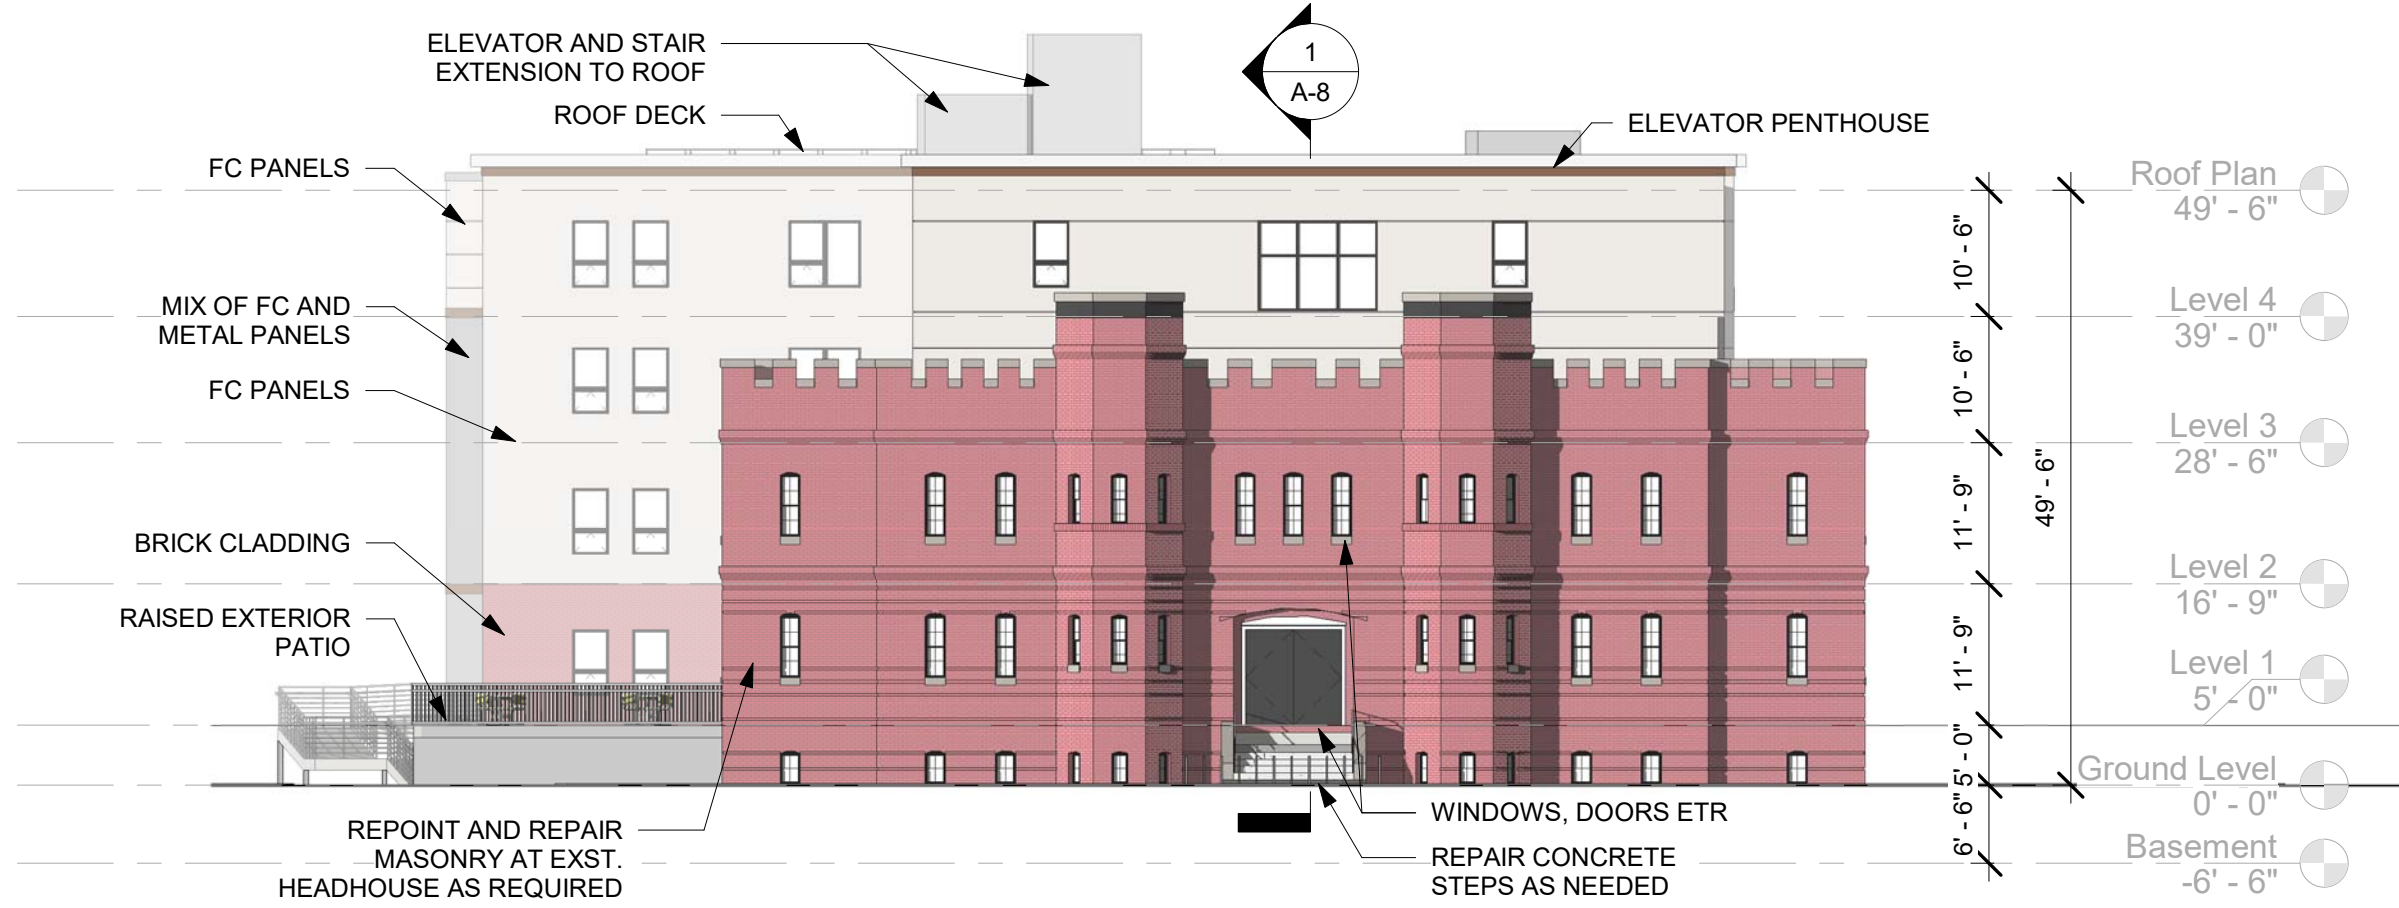 ELEVATOR AND STAIR
EXTENSION TO ROOF
ROOF DECK
FC PANELS
MIX OF FC AND
METAL PANELS
FC PANELS
BRICK CLADDING
RAISED EXTERIOR
PATIO
REPOINT AND REPAIR
MASONRY AT EXST.
HEADHOUSE AS REQUIRED
1
A-8
ELEVATOR PENTHOUSE
WINDOWS, DOORS ETR
REPAIR CONCRETE
STEPS AS NEEDED
10' - 6"
10' - 6"
11' - 9"
11' - 9"
5' - 0"
6' - 6"
49' - 6"
Roof Plan
49' - 6"
Level 4
39' - 0"
Level 3
28' - 6"
Level 2
16' - 9"
Level 1
5' - 0"
Ground Level
0' - 0"
Basement
-6' - 6"